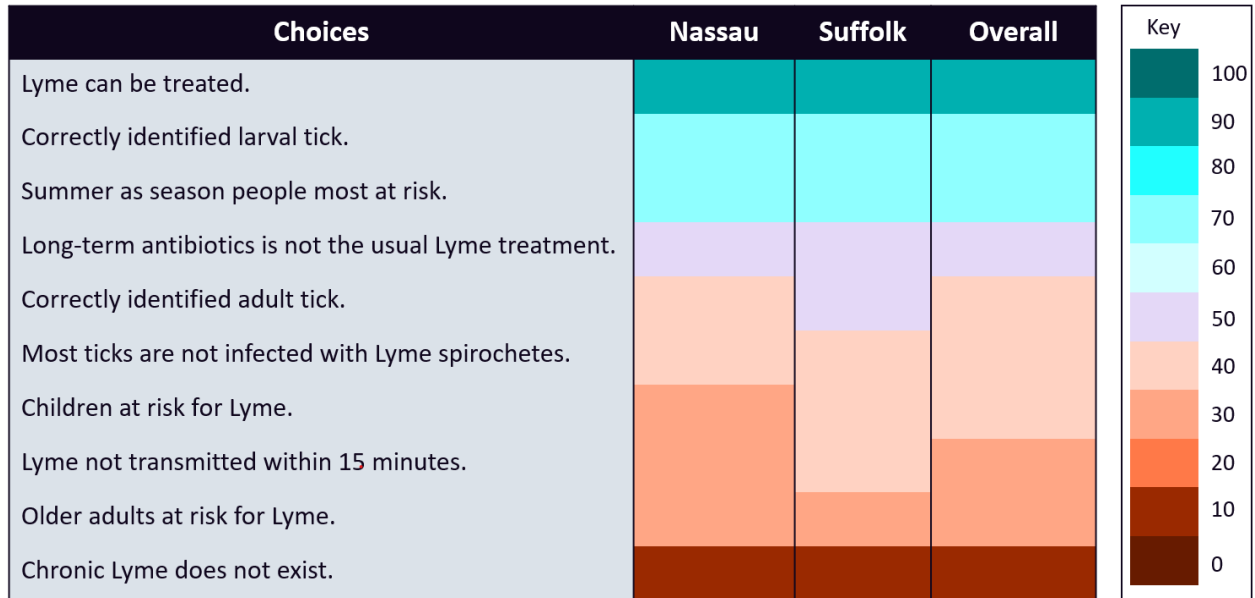 Choices Nassau Suffolk Overall
Lyme can be treated.
Correctly identified larval tick.
Summer as season people most at risk.
Long-term antibiotics is not the usual Lyme treatment.
Correctly identified adult tick.
Most ticks are not infected with Lyme spirochetes.
Children at risk for Lyme.
Lyme not transmitted within 15 minutes.
Older adults at risk for Lyme.
Chronic Lyme does not exist.
Key
100
90
80
70
60
50
40
30
20
10
0